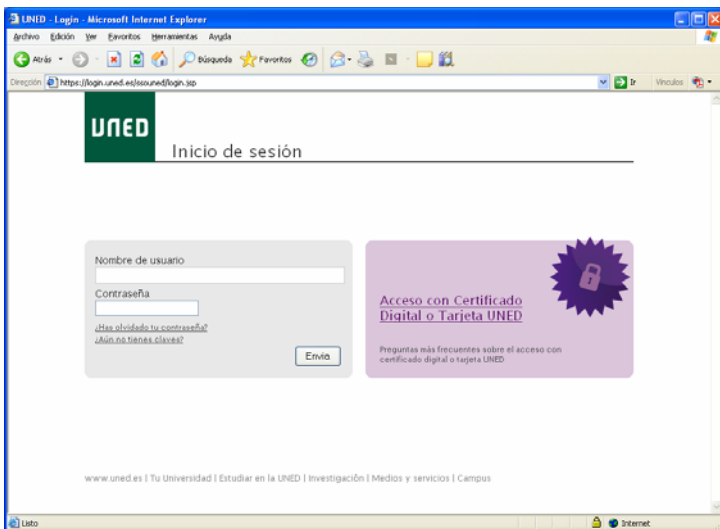 UNED - Login - Microsoft Internet Explorer
Archivo Edición Ver Favoritos Herramientas Ayuda
Atrás Búsqueda Favoritos
Dirección https://login.uned.es/ssouned/login.jsp Ir Vínculos
UNED
Inicio de sesión
Nombre de usuario
Contraseña
¿Has olvidado tu contraseña?
¿Aún no tienes claves?
Envia
Acceso con Certificado
Digital o Tarjeta UNED
Preguntas más frecuentes sobre el acceso con
certificado digital o tarjeta UNED
www.uned.es | Tu Universidad | Estudiar en la UNED | Investigación | Medios y servicios | Campus
Listo Internet